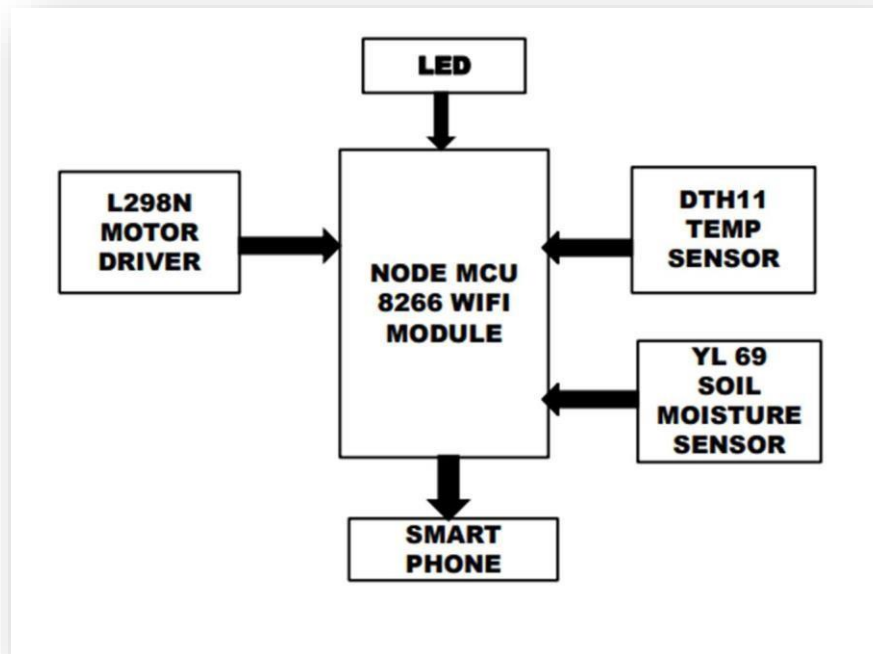 LED
L298N
MOTOR
DRIVER
DTH11
TEMP
SENSOR
NODE MCU
8266 WIFI
MODULE
YL 69
SOIL
MOISTURE
SENSOR
SMART
PHONE